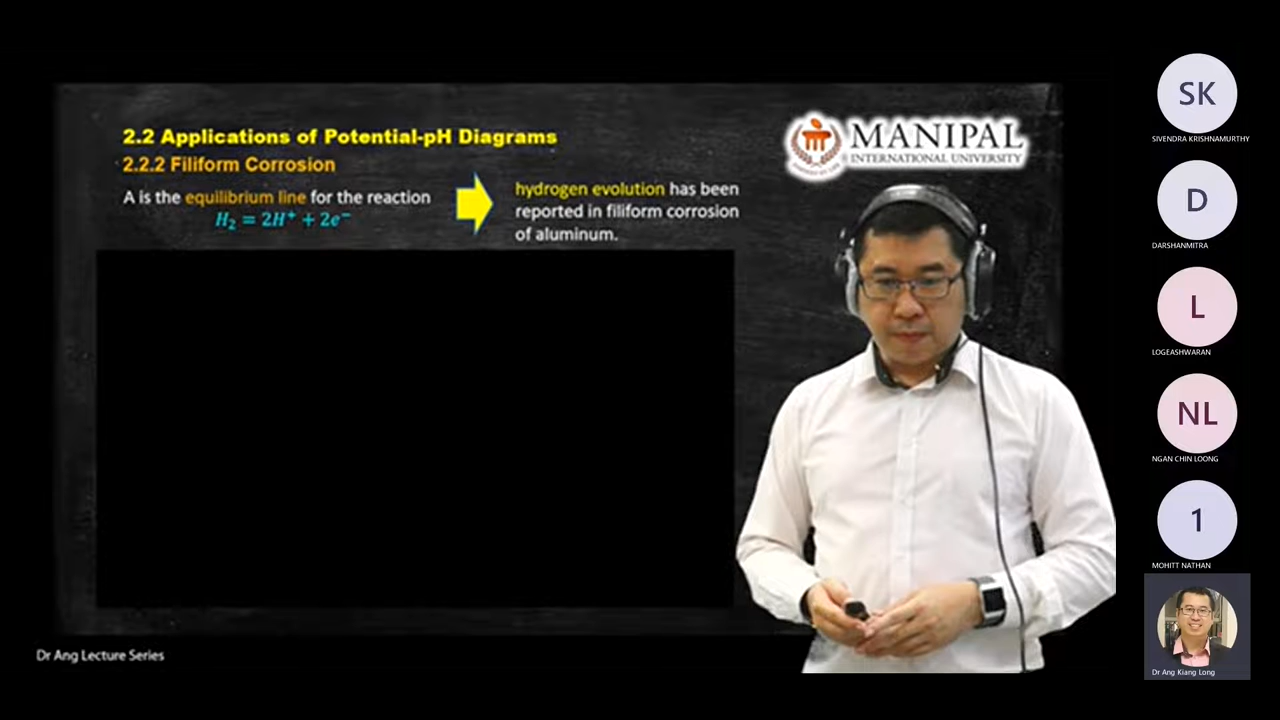 2.2 Applications of Potential-pH Diagrams
2.2.2 Filiform Corrosion
A is the equilibrium line for the reaction
H₂ = 2H⁺ + 2e⁻
hydrogen evolution has been
reported in filiform corrosion
of aluminum.
MANIPAL
INTERNATIONAL UNIVERSITY
Dr Ang Lecture Series
SK
SIVENDRA KRISHNAMURTHY
D
DARSHANMITRA
L
LOGEASHWARAN
NL
NGAN CHIN LOONG
1
MOHITT NATHAN
Dr Ang Kiang Long